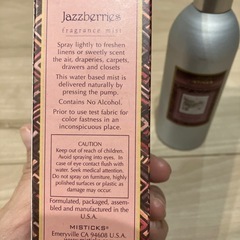 Jazzberries
fragrance mist
Spray lightly to freshen
linens or sweetly scent
the air, draperies, carpets,
drawers and closets
This water based mist is
delivered naturally by
pressing the pump.
Contains No Alcohol.
Prior to use test fabric for
color fastness in an
inconspicuous place.
CAUTION
Keep out of reach of children.
Avoid spraying into eyes. In
case of eye contact flush with
water. Seek medical attention.
Do not spray on furniture, highly
polished surfaces or plastic as
damage may occur.
Formulated, packaged, assem-
bled and manufactured in the
U.S.A.
MISTICKS®
Emeryville CA 94608 U.S.A.